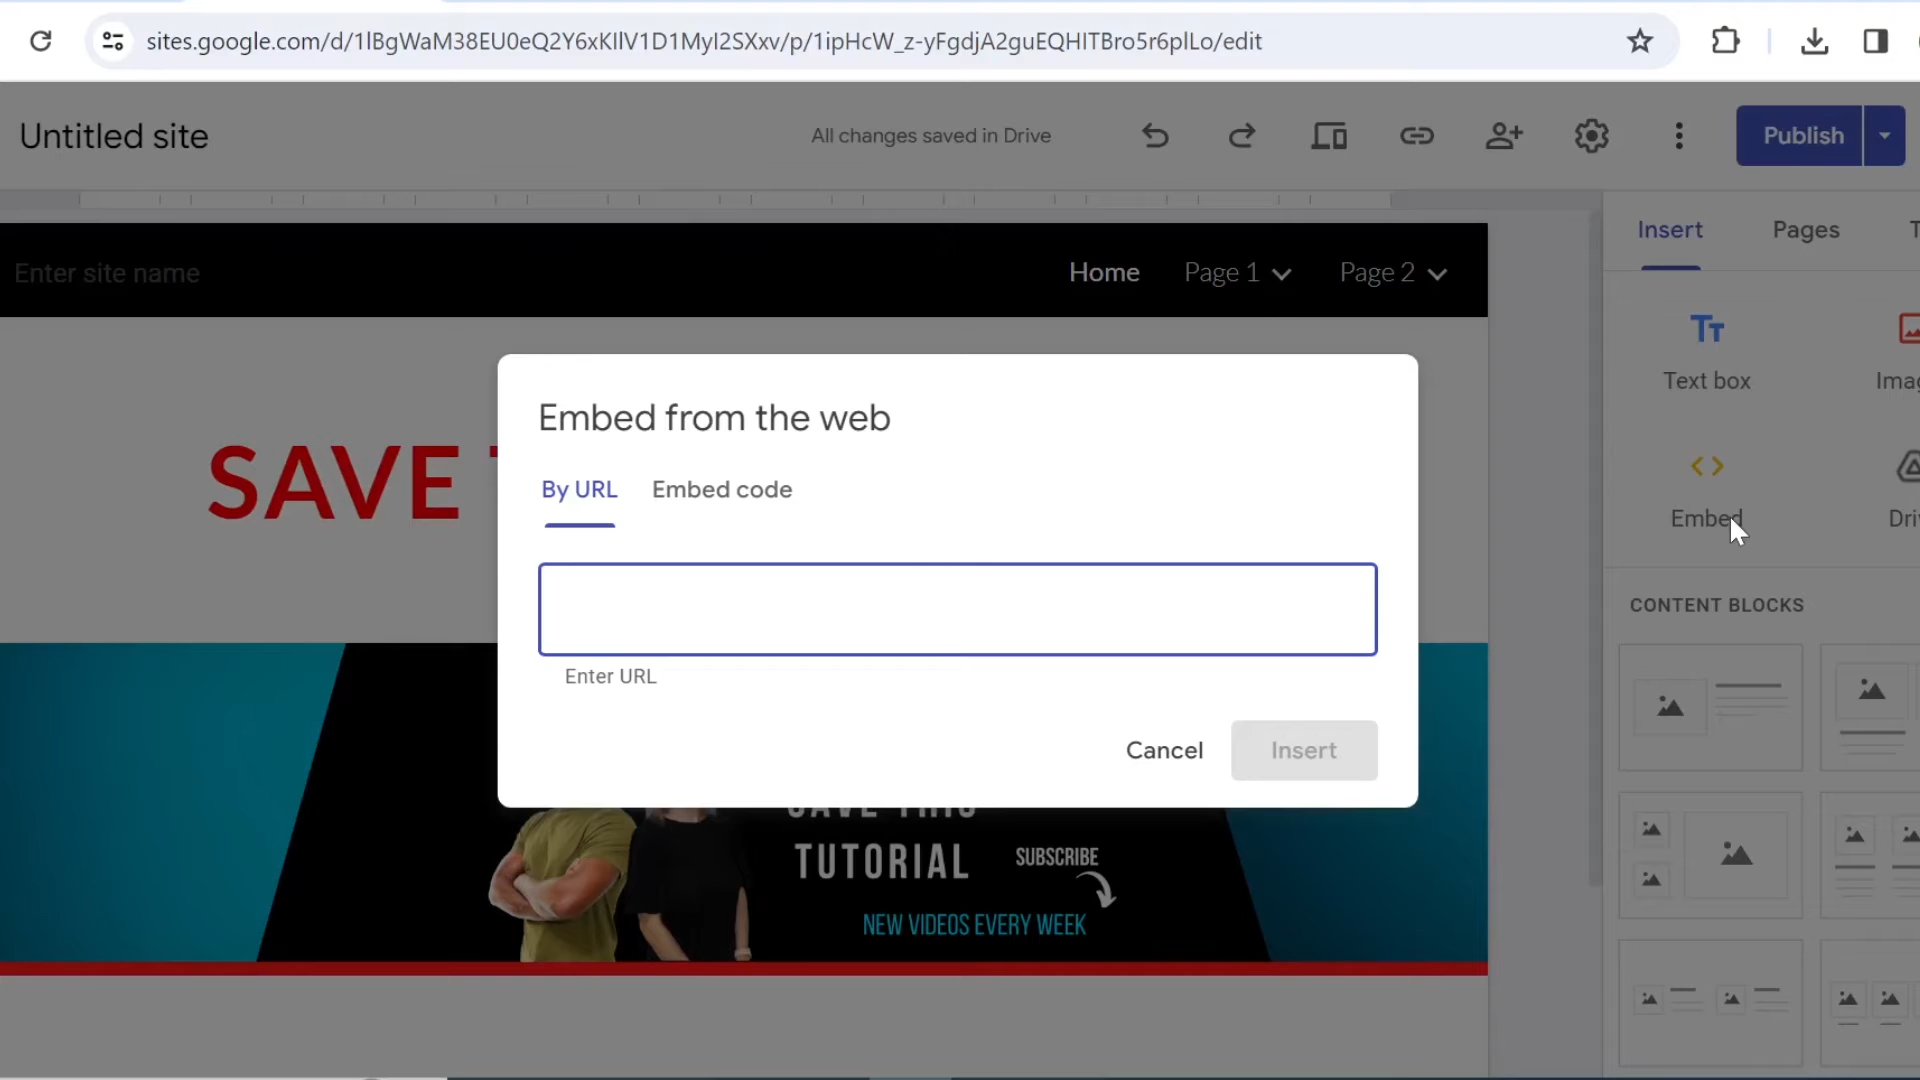 sites.google.com/d/1lBgWaM38EU0eQ2Y6xKIlV1D1MyI2SXxv/p/1ipHcW_z-yFgdjA2guEQHITBro5r6plLo/edit
Untitled site
All changes saved in Drive
Publish
Insert
Pages
Enter site name
Home
Page 1
Page 2
Text box
SAVE
Embed
Embed from the web
By URL
Embed code
Enter URL
Cancel
Insert
CONTENT BLOCKS
SAVE THIS
TUTORIAL
SUBSCRIBE
NEW VIDEOS EVERY WEEK